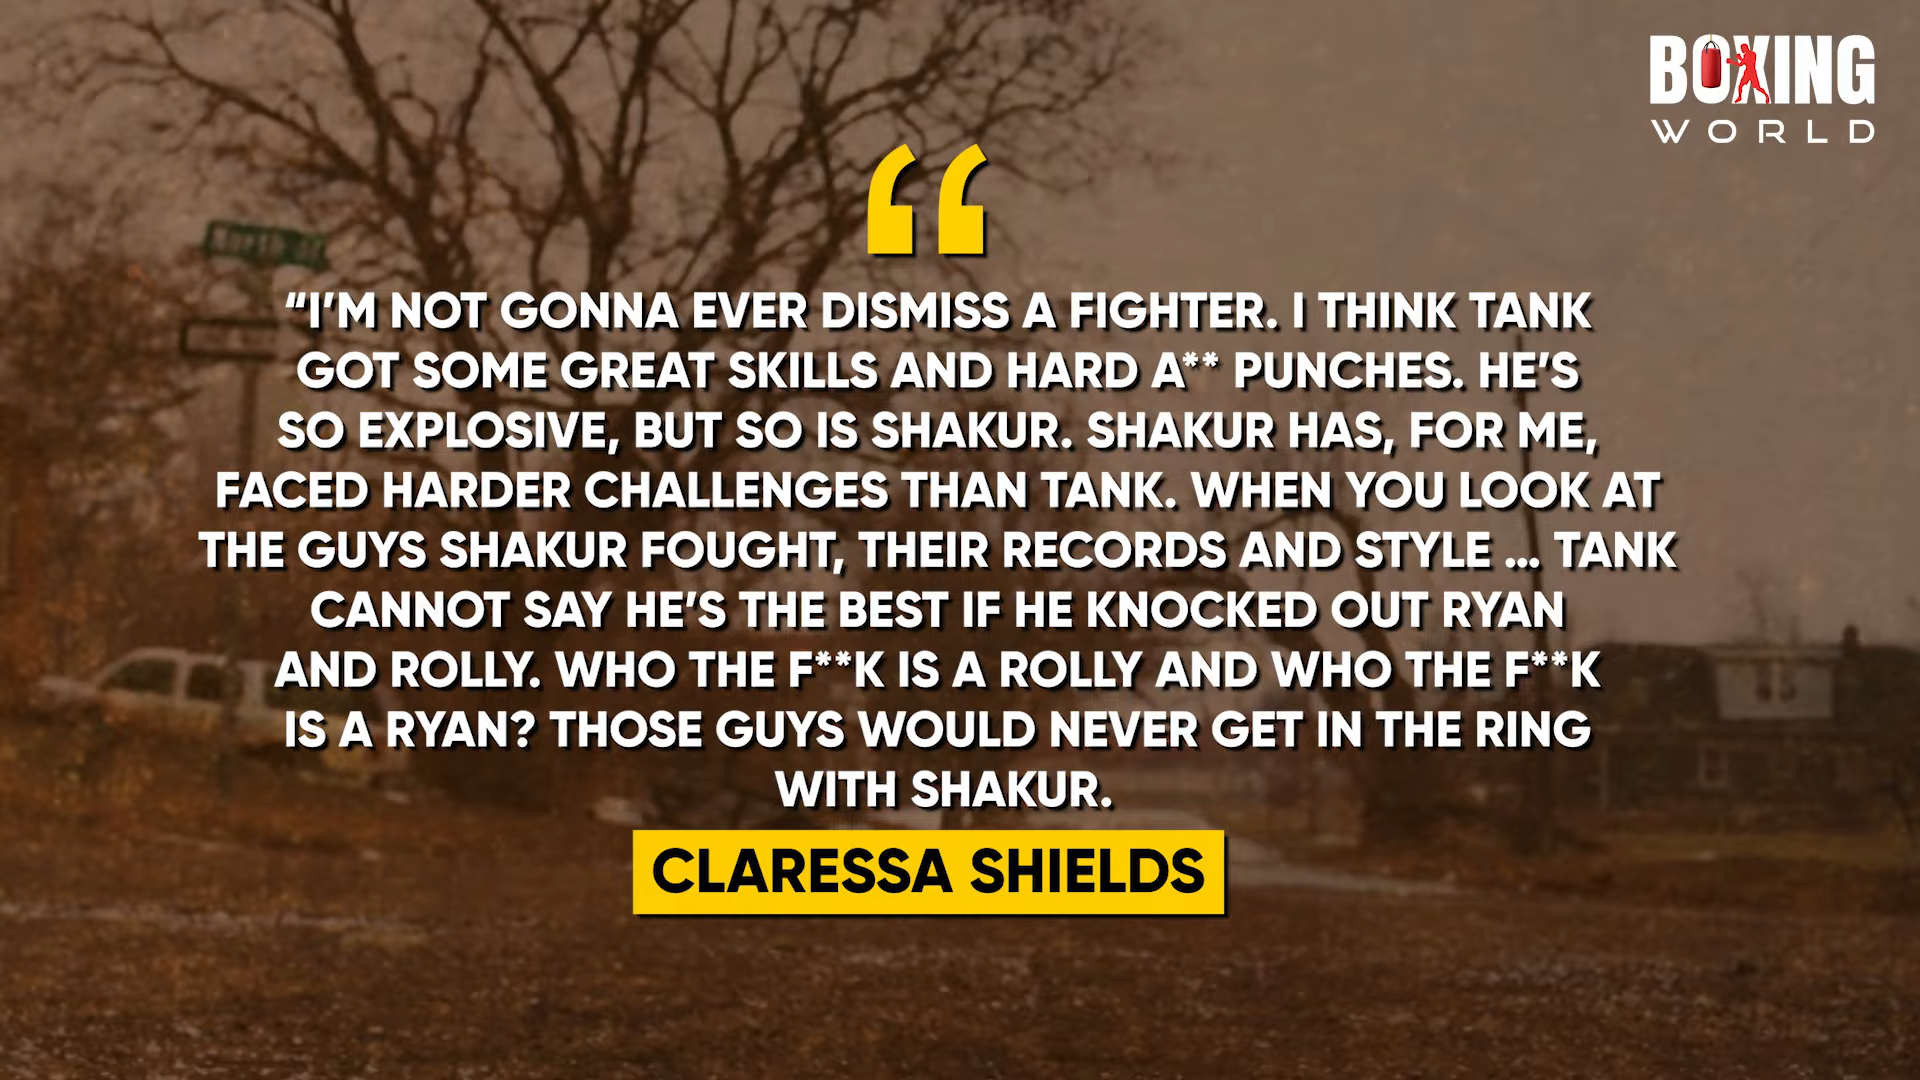 BOXING
WORLD
North St
“
“I’M NOT GONNA EVER DISMISS A FIGHTER. I THINK TANK
GOT SOME GREAT SKILLS AND HARD A** PUNCHES. HE’S
SO EXPLOSIVE, BUT SO IS SHAKUR. SHAKUR HAS, FOR ME,
FACED HARDER CHALLENGES THAN TANK. WHEN YOU LOOK AT
THE GUYS SHAKUR FOUGHT, THEIR RECORDS AND STYLE ... TANK
CANNOT SAY HE’S THE BEST IF HE KNOCKED OUT RYAN
AND ROLLY. WHO THE F**K IS A ROLLY AND WHO THE F**K
IS A RYAN? THOSE GUYS WOULD NEVER GET IN THE RING
WITH SHAKUR.
CLARESSA SHIELDS